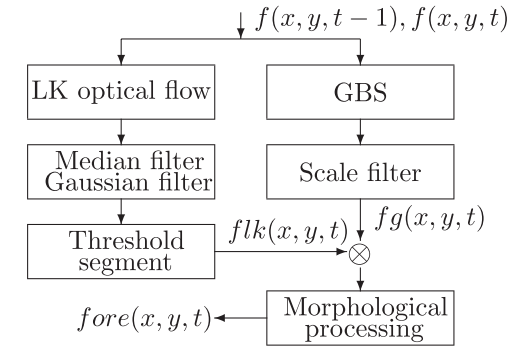 f(x, y, t − 1), f(x, y, t)
LK optical flow
GBS
Median filter
Gaussian filter
Scale filter
Threshold
segment
flk(x, y, t)
fg(x, y, t)
Morphological
processing
fore(x, y, t)